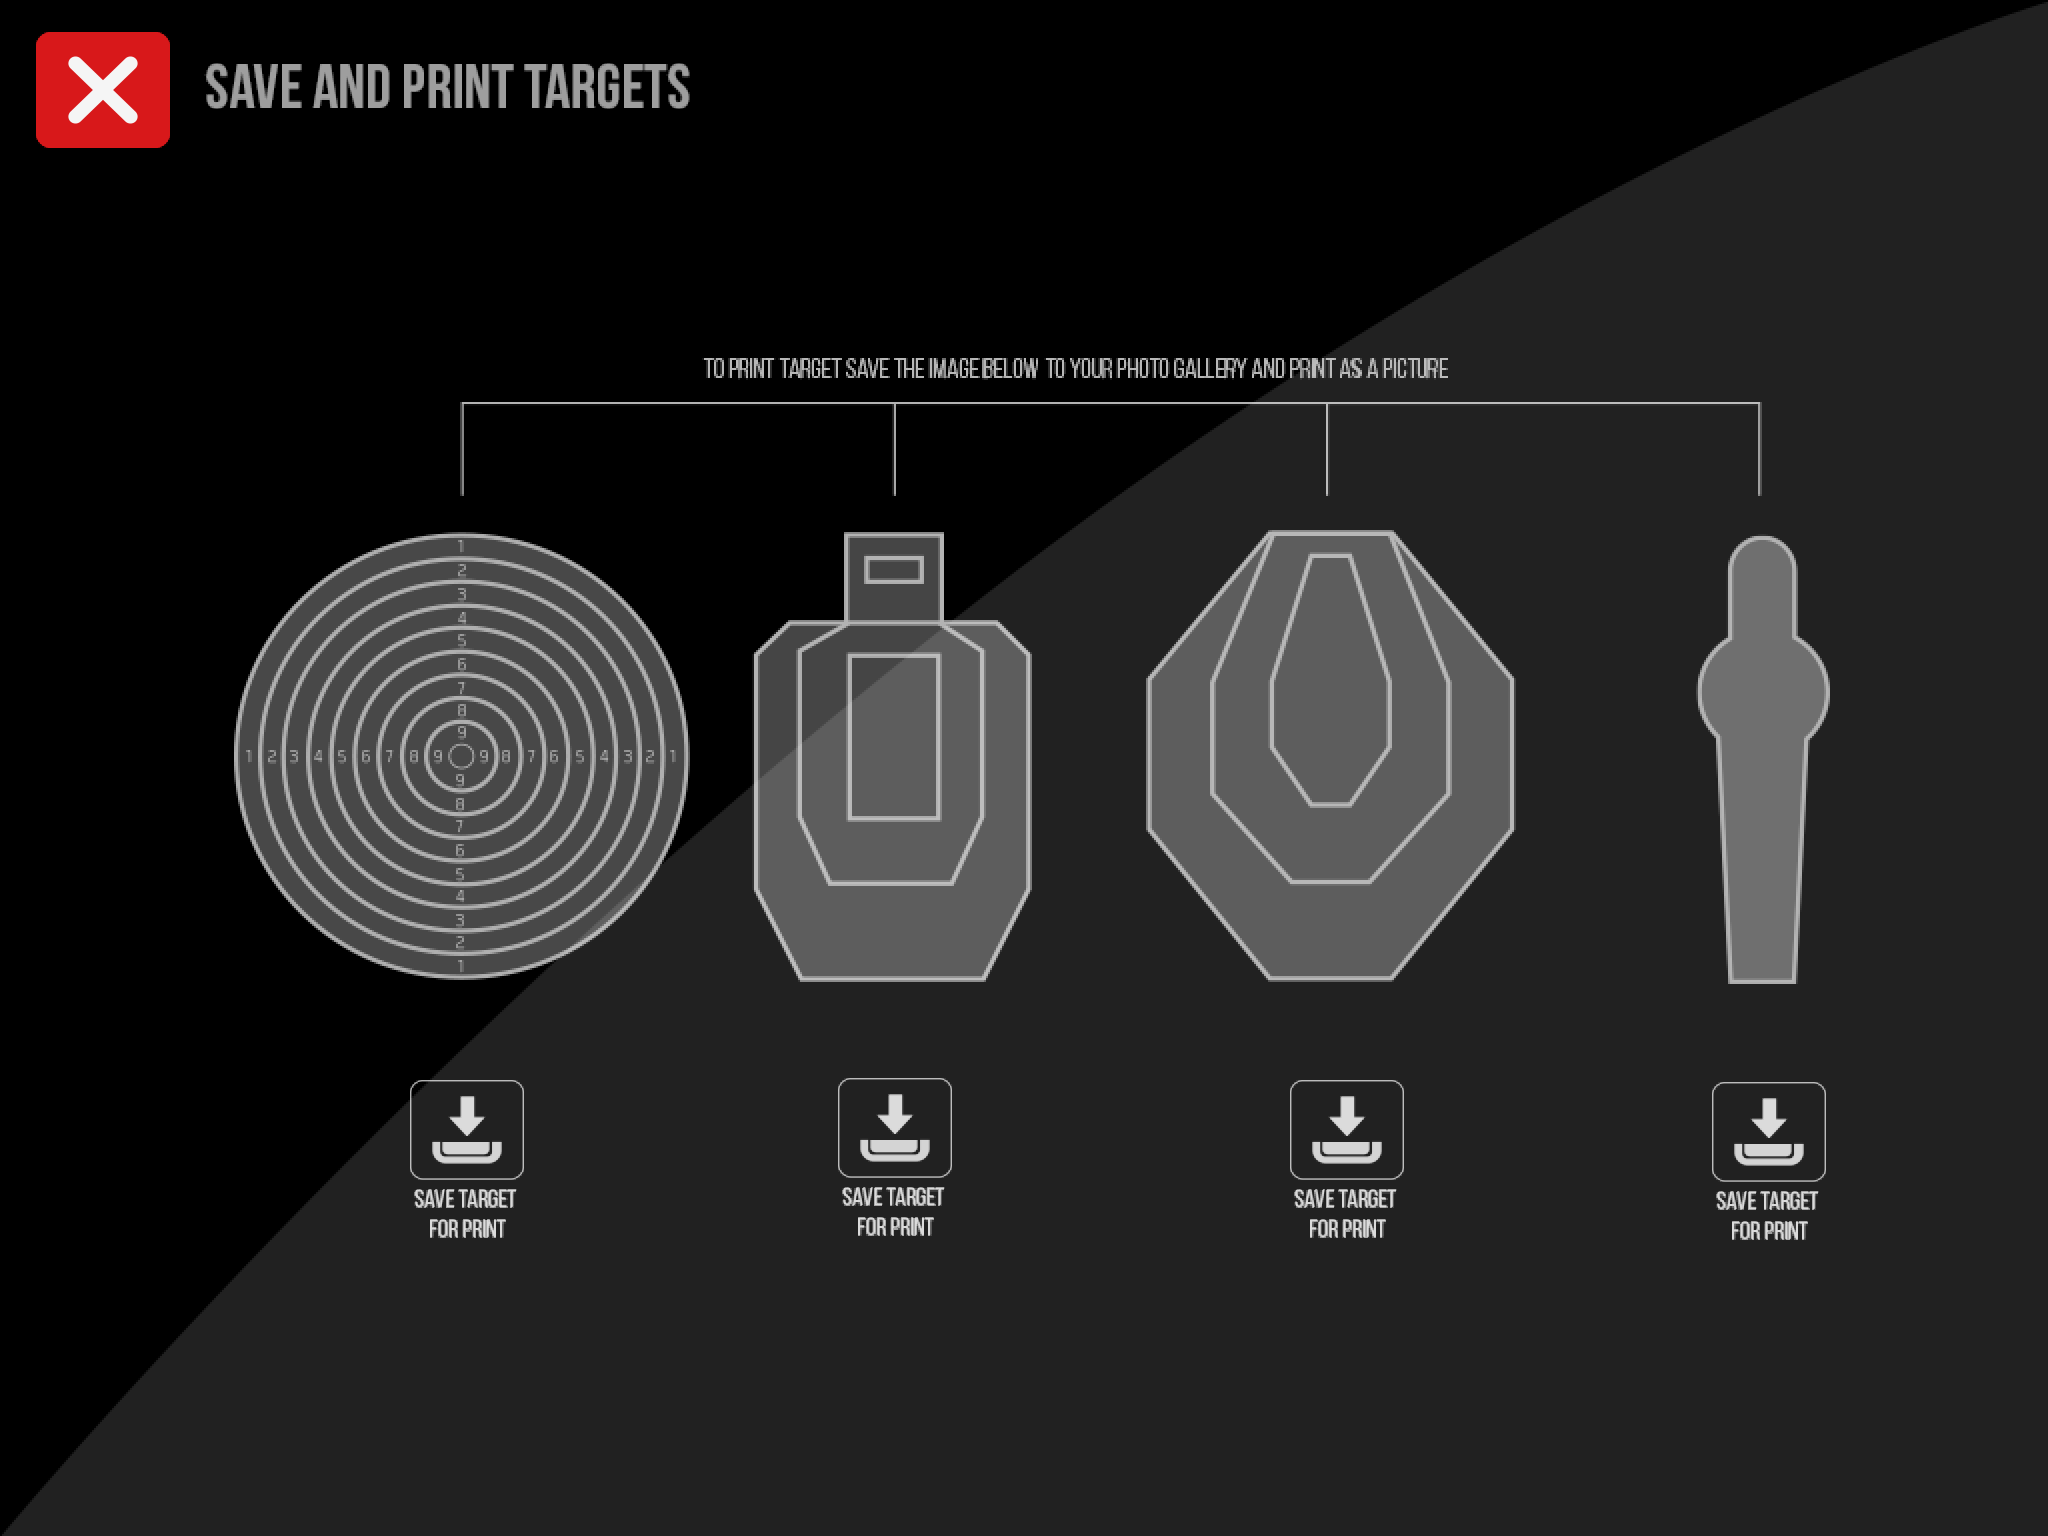 SAVE AND PRINT TARGETS
TO PRINT TARGET SAVE THE IMAGE BELOW TO YOUR PHOTO GALLERY AND PRINT AS A PICTURE
1
2
3
4
5
6
7
8
9
1 2 3 4 5 6 7 8 9 9 8 7 6 5 4 3 2 1
9
8
7
6
5
4
3
2
1
SAVE TARGET
FOR PRINT
SAVE TARGET
FOR PRINT
SAVE TARGET
FOR PRINT
SAVE TARGET
FOR PRINT